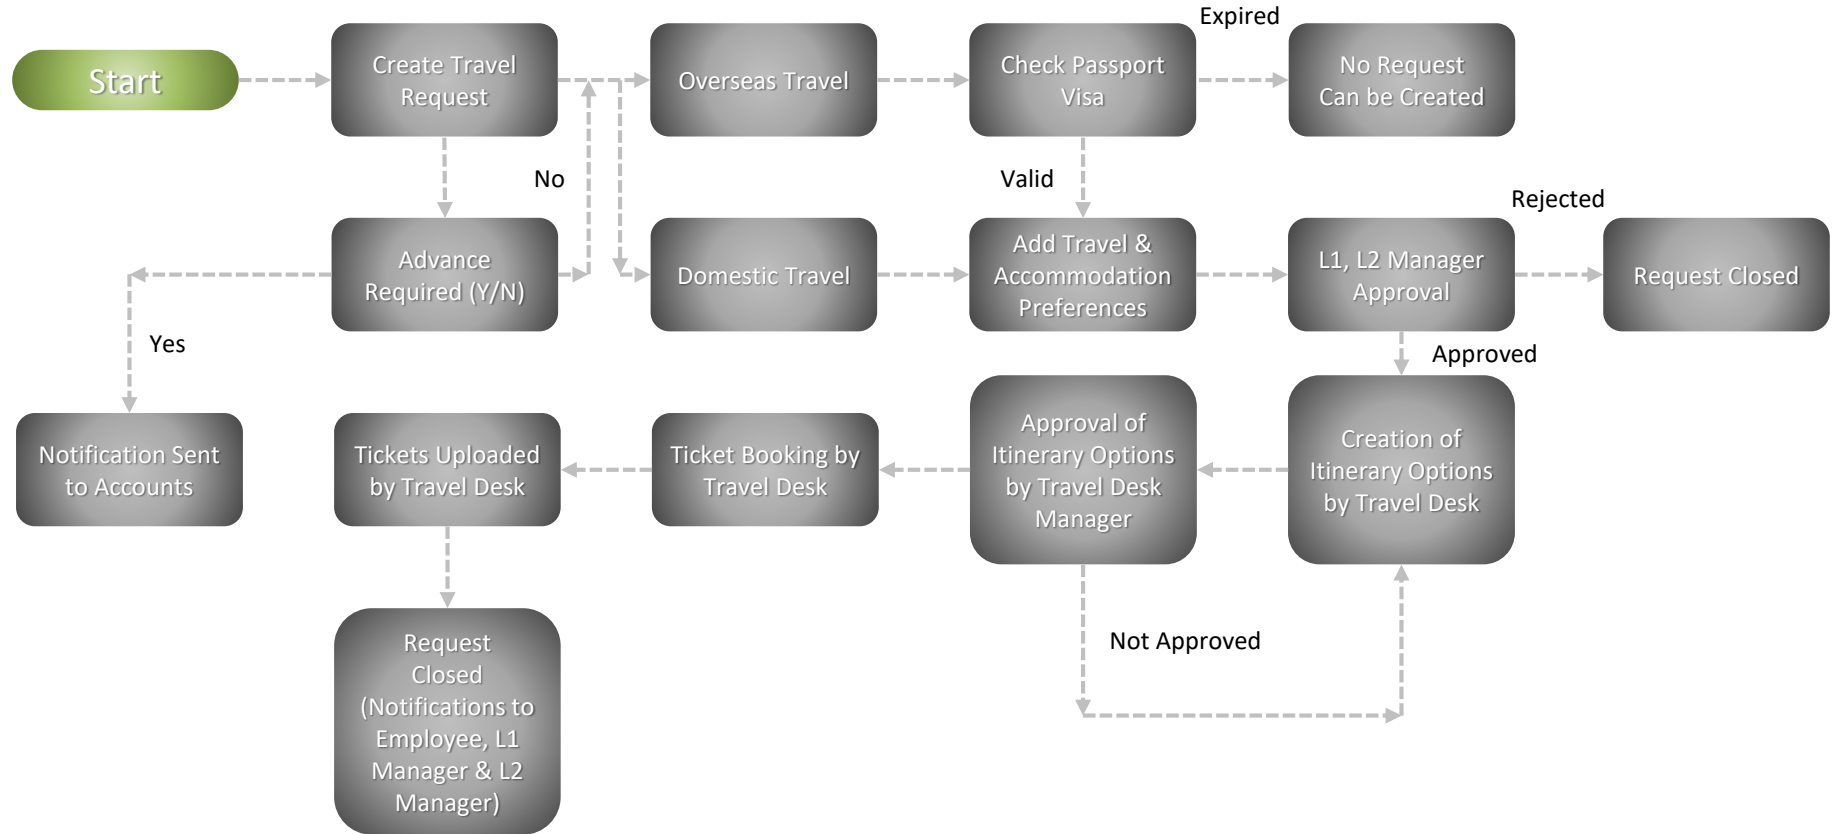 Start
Create Travel
Request
Overseas Travel
Check Passport
Visa
Expired
No Request
Can be Created
No
Valid
Rejected
Advance
Required (Y/N)
Domestic Travel
Add Travel &
Accommodation
Preferences
L1, L2 Manager
Approval
Request Closed
Yes
Approved
Notification Sent
to Accounts
Tickets Uploaded
by Travel Desk
Ticket Booking by
Travel Desk
Approval of
Itinerary Options
by Travel Desk
Manager
Creation of
Itinerary Options
by Travel Desk
Not Approved
Request
Closed
(Notifications to
Employee, L1
Manager & L2
Manager)